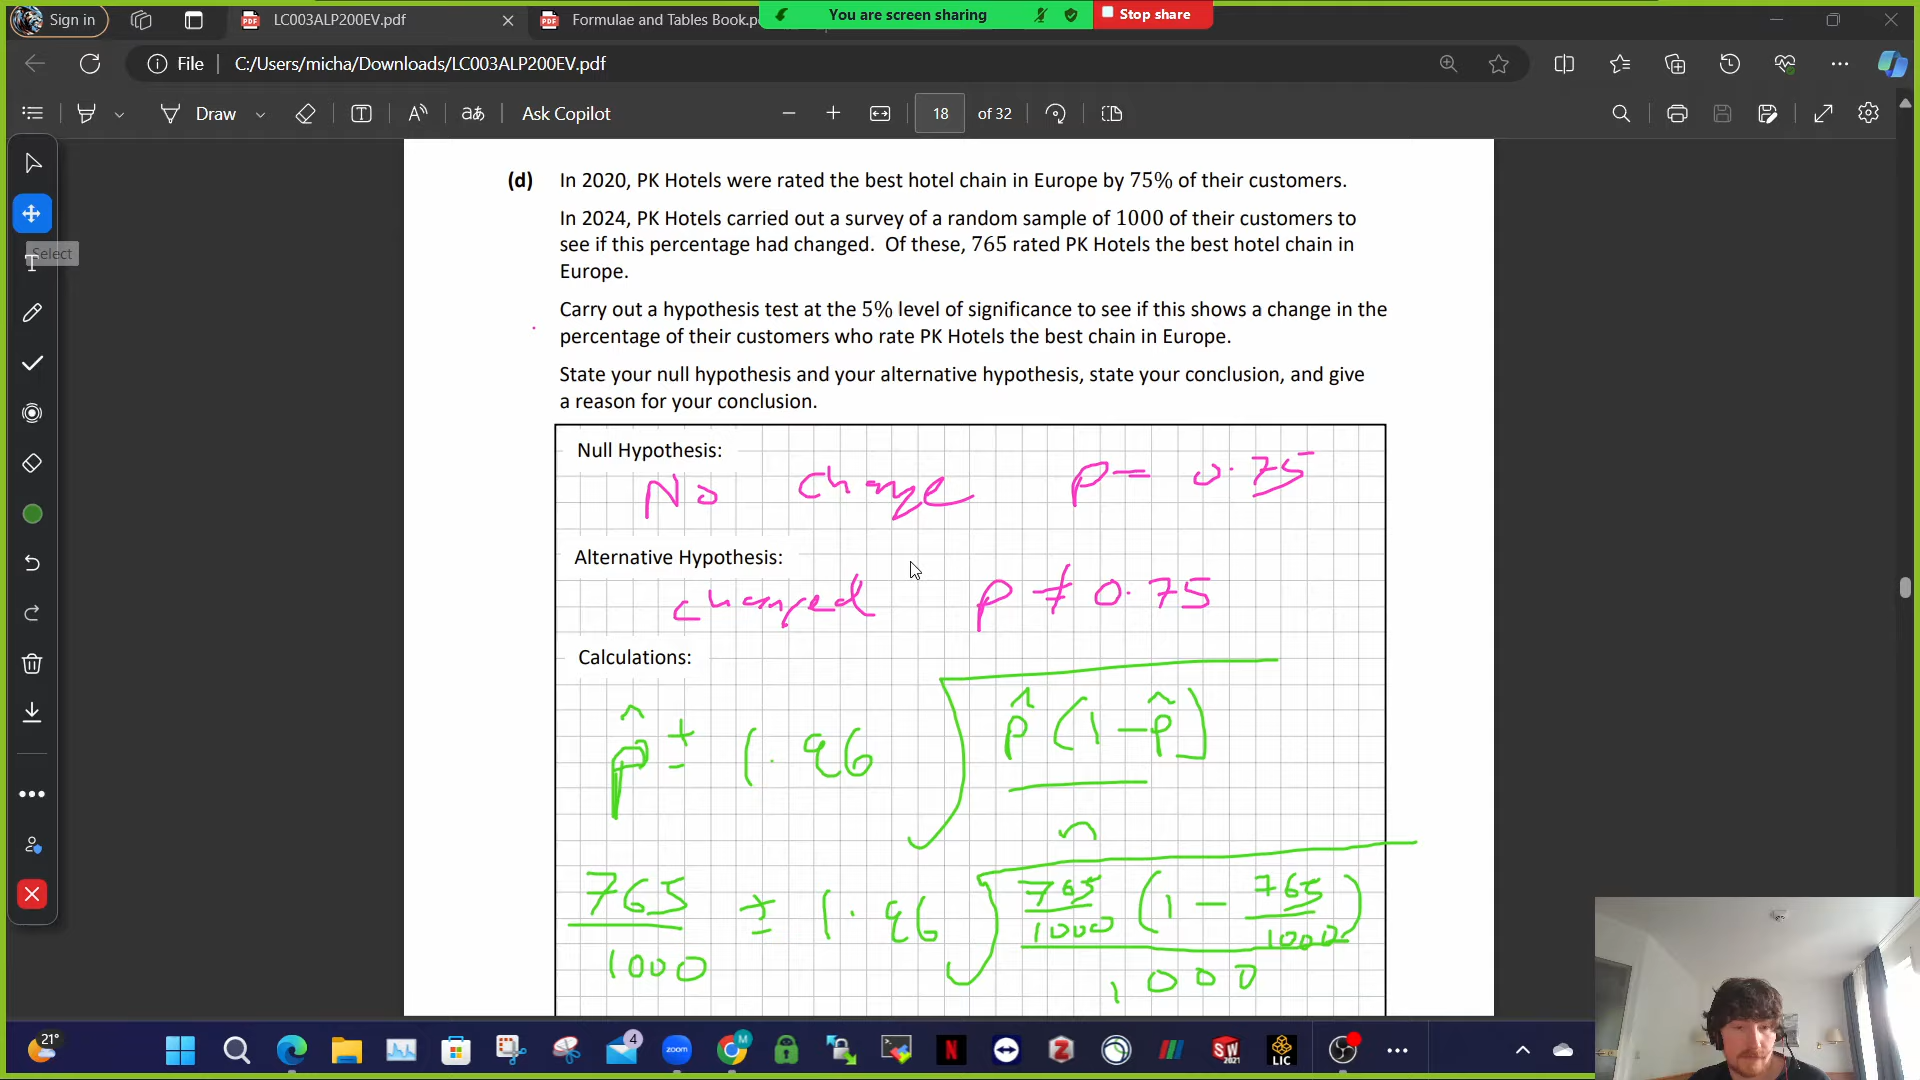 Sign in
LC003ALP200EV.pdf
Formulae and Tables Book.p
You are screen sharing
Stop share
File
C:/Users/micha/Downloads/LC003ALP200EV.pdf
Draw
aあ
Ask Copilot
18 of 32
Select
(d) In 2020, PK Hotels were rated the best hotel chain in Europe by 75% of their customers.
In 2024, PK Hotels carried out a survey of a random sample of 1000 of their customers to
see if this percentage had changed. Of these, 765 rated PK Hotels the best hotel chain in
Europe.
Carry out a hypothesis test at the 5% level of significance to see if this shows a change in the
percentage of their customers who rate PK Hotels the best chain in Europe.
State your null hypothesis and your alternative hypothesis, state your conclusion, and give
a reason for your conclusion.
Null Hypothesis:
No change p = 0.75
Alternative Hypothesis:
changed p ≠ 0.75
Calculations:
p̂ ± 1.96 √ p̂ (1 – p̂)
n
765 ± 1.96 √ 765 (1 – 765)
1000 1000 1000
1000
21°
4
zoom
M
N
Z
SW
2021
LIC